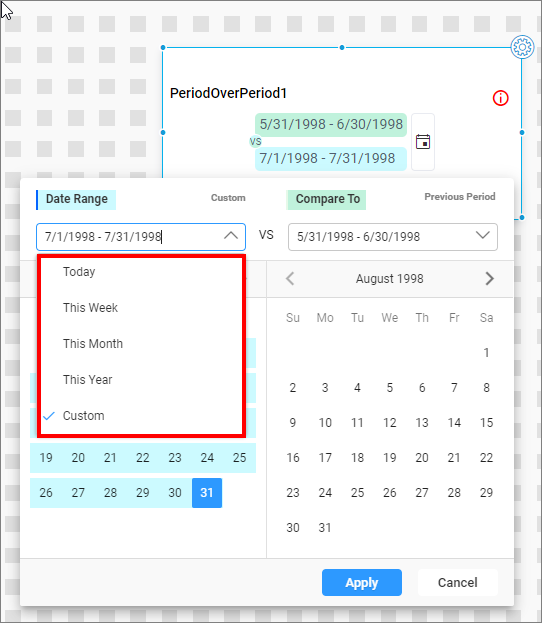 PeriodOverPeriod1
5/31/1998 - 6/30/1998
VS
7/1/1998 - 7/31/1998
Date Range Custom Compare To Previous Period
7/1/1998 - 7/31/1998 VS 5/31/1998 - 6/30/1998
Today
This Week
This Month
This Year
Custom
19 20 21 22 23 24 25
26 27 28 29 30 31
August 1998
Su Mo Tu We Th Fr Sa
1
2 3 4 5 6 7 8
9 10 11 12 13 14 15
16 17 18 19 20 21 22
23 24 25 26 27 28 29
30 31
Apply Cancel